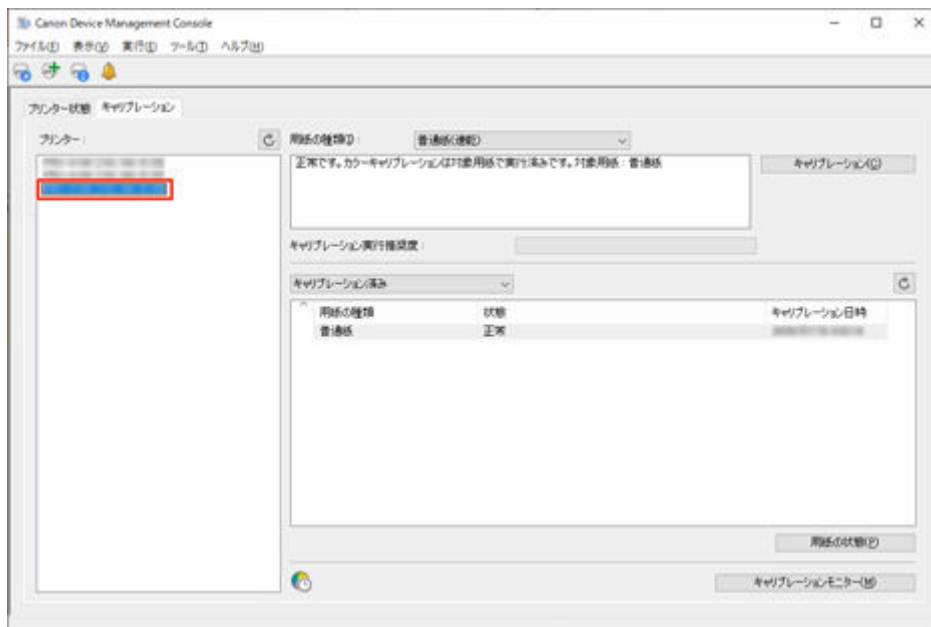 Canon Device Management Console
ファイル(F) 表示(V) 実行(E) ツール(T) ヘルプ(H)
プリンター状態 キャリブレーション
プリンター: 用紙の種類(I): 普通紙(速乾)
正常です。カラーキャリブレーションは対象用紙で実行済みです。対象用紙：普通紙
キャリブレーション(C)
キャリブレーション実行推奨度:
キャリブレーション済み
用紙の種類 状態 キャリブレーション日時
普通紙 正常
用紙の状態(P)
キャリブレーションモニター(M)